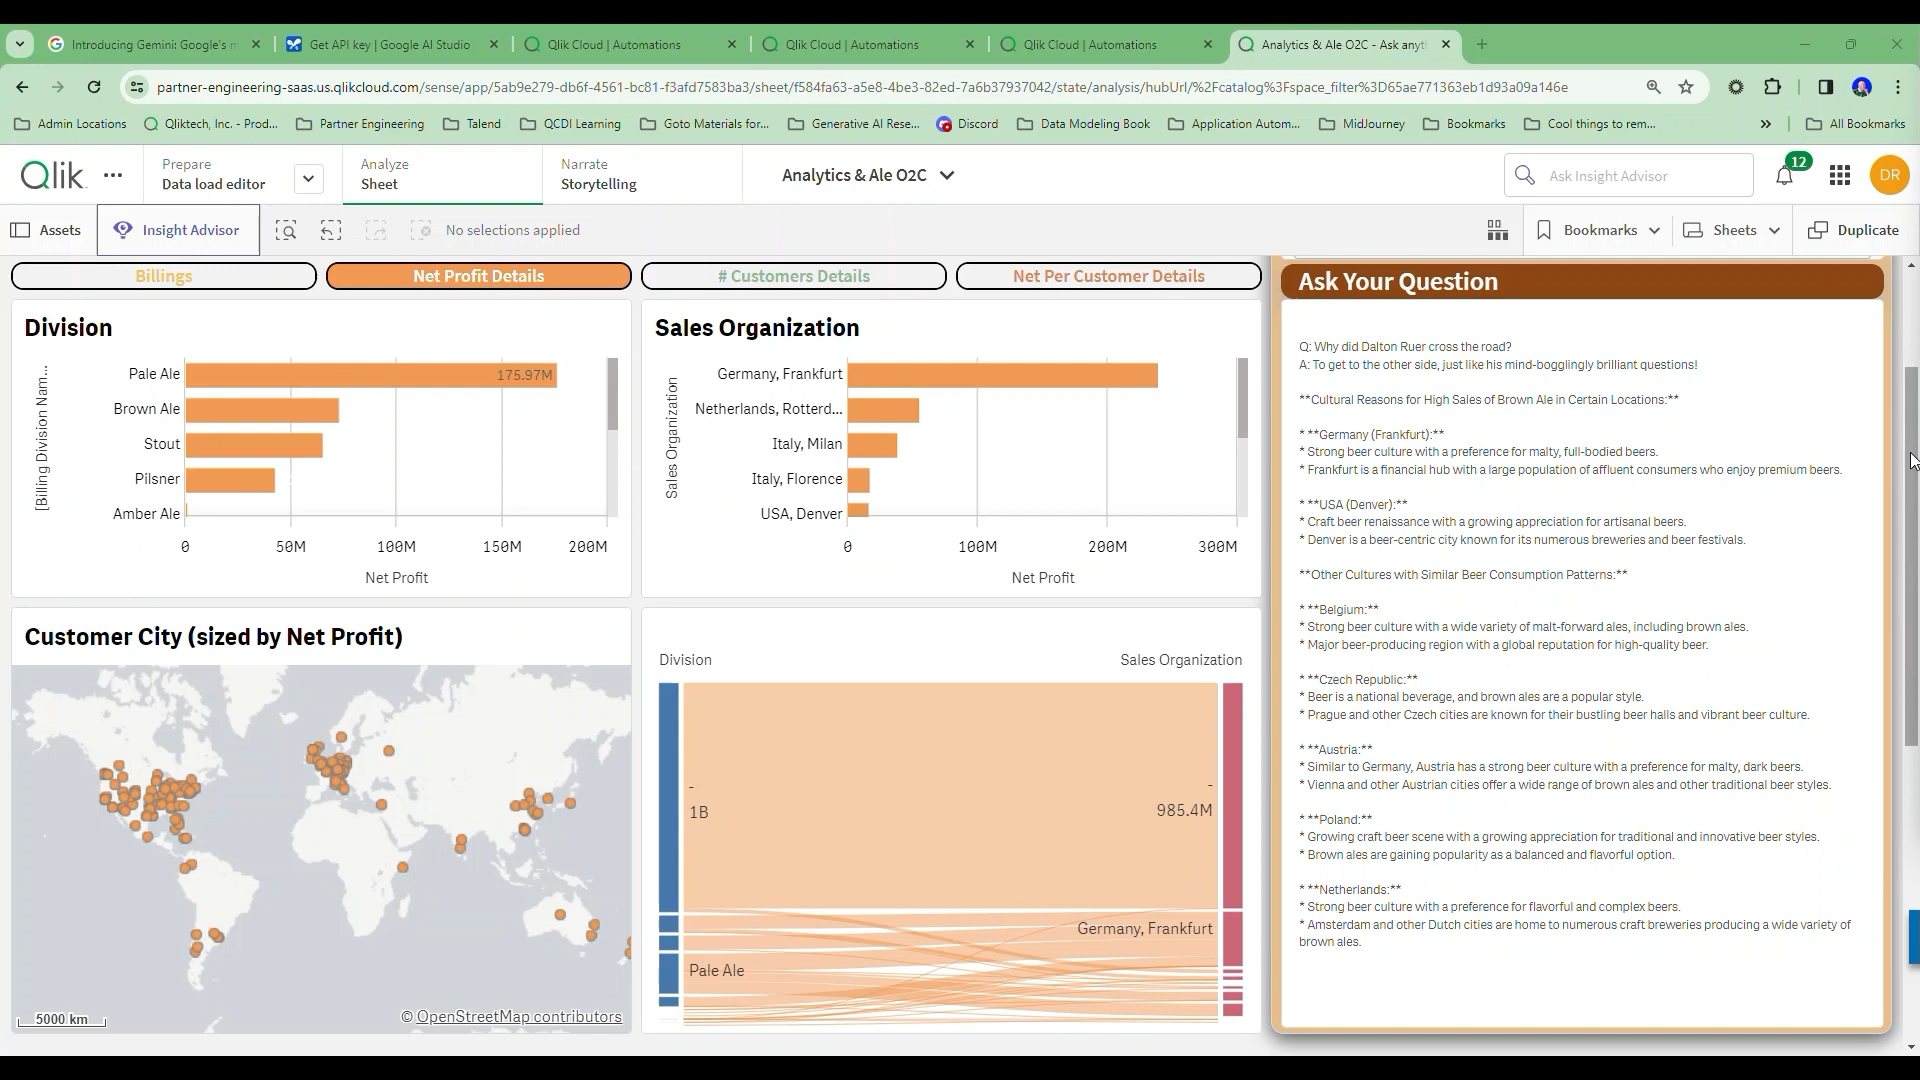 Introducing Gemini: Google's m
Get API key | Google AI Studio
Qlik Cloud | Automations
Qlik Cloud | Automations
Qlik Cloud | Automations
Analytics & Ale O2C - Ask anyt
partner-engineering-saas.us.qlikcloud.com/sense/app/5ab9e279-db6f-4561-bc81-f3afd7583ba3/sheet/f584fa63-a5e8-4be3-82ed-7a6b37937042/state/analysis/hubUrl/%2Fcatalog%3Fspace_filter%3D65ae771363eb1d93a09a146e
Admin Locations
Qliktech, Inc. - Prod...
Partner Engineering
Talend
QCDI Learning
Goto Materials for...
Generative AI Rese...
Discord
Data Modeling Book
Application Autom...
MidJourney
Bookmarks
Cool things to rem...
»
All Bookmarks
Qlik
Prepare
Data load editor
Analyze
Sheet
Narrate
Storytelling
Analytics & Ale O2C
Ask Insight Advisor
12
DR
Assets
Insight Advisor
No selections applied
Bookmarks
Sheets
Duplicate
Billings
Net Profit Details
# Customers Details
Net Per Customer Details
Division
[Billing Division Nam...
Pale Ale
175.97M
Brown Ale
Stout
Pilsner
Amber Ale
0
50M
100M
150M
200M
Net Profit
Sales Organization
Sales Organization
Germany, Frankfurt
Netherlands, Rotterd...
Italy, Milan
Italy, Florence
USA, Denver
0
100M
200M
300M
Net Profit
Customer City (sized by Net Profit)
5000 km
© OpenStreetMap contributors
Division
Sales Organization
-
1B
-
985.4M
Germany, Frankfurt
Pale Ale
Ask Your Question
Q: Why did Dalton Ruer cross the road?
A: To get to the other side, just like his mind-bogglingly brilliant questions!
**Cultural Reasons for High Sales of Brown Ale in Certain Locations:**
* **Germany (Frankfurt):**
* Strong beer culture with a preference for malty, full-bodied beers.
* Frankfurt is a financial hub with a large population of affluent consumers who enjoy premium beers.
* **USA (Denver):**
* Craft beer renaissance with a growing appreciation for artisanal beers.
* Denver is a beer-centric city known for its numerous breweries and beer festivals.
**Other Cultures with Similar Beer Consumption Patterns:**
* **Belgium:**
* Strong beer culture with a wide variety of malt-forward ales, including brown ales.
* Major beer-producing region with a global reputation for high-quality beer.
* **Czech Republic:**
* Beer is a national beverage, and brown ales are a popular style.
* Prague and other Czech cities are known for their bustling beer halls and vibrant beer culture.
* **Austria:**
* Similar to Germany, Austria has a strong beer culture with a preference for malty, dark beers.
* Vienna and other Austrian cities offer a wide range of brown ales and other traditional beer styles.
* **Poland:**
* Growing craft beer scene with a growing appreciation for traditional and innovative beer styles.
* Brown ales are gaining popularity as a balanced and flavorful option.
* **Netherlands:**
* Strong beer culture with a preference for flavorful and complex beers.
* Amsterdam and other Dutch cities are home to numerous craft breweries producing a wide variety of
brown ales.